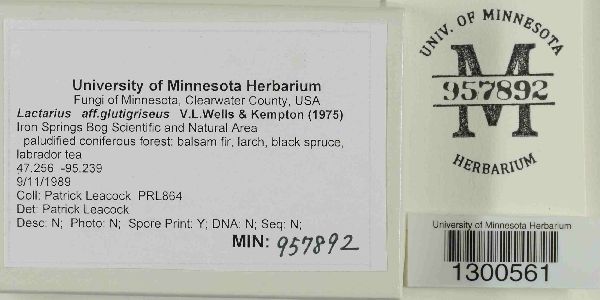 University of Minnesota Herbarium
Fungi of Minnesota, Clearwater County, USA
Lactarius aff.glutigriseus V.L.Wells & Kempton (1975)
Iron Springs Bog Scientific and Natural Area
paludified coniferous forest: balsam fir, larch, black spruce,
labrador tea
47.256 -95.239
9/11/1989
Coll: Patrick Leacock PRL864
Det: Patrick Leacock
Desc: N; Photo: N; Spore Print: Y; DNA: N; Seq: N;
MIN: 957892
UNIV. OF MINNESOTA
M
957892
HERBARIUM
University of Minnesota Herbarium
1300561